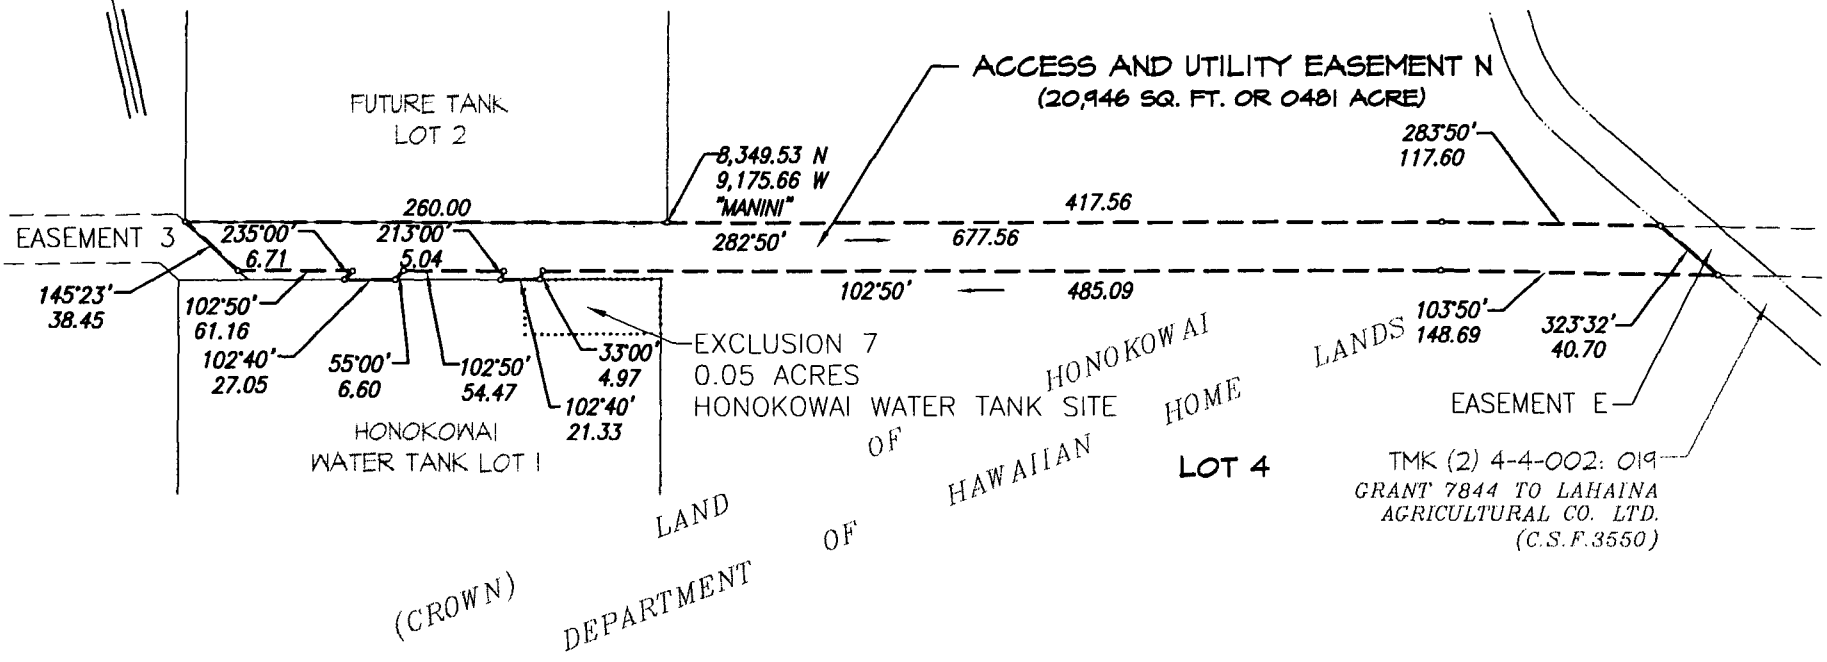 ACCESS AND UTILITY EASEMENT N
(20,946 SQ. FT. OR 0.481 ACRE)
FUTURE TANK
LOT 2
8,349.53 N
9,175.66 W
"MANINI"
283°50'
117.60
260.00
417.56
EASEMENT 3
235°00'
6.71
213°00'
5.04
282°50'
677.56
145°23'
38.45
102°50'
61.16
102°40'
27.05
55°00'
6.60
102°50'
54.47
33°00'
4.97
102°40'
21.33
102°50'
485.09
103°50'
148.69
323°32'
40.70
EXCLUSION 7
0.05 ACRES
HONOKOWAI WATER TANK SITE
HONOKOWAI
WATER TANK LOT 1
EASEMENT E
LOT 4
TMK (2) 4-4-002: 019
GRANT 7844 TO LAHAINA
AGRICULTURAL CO. LTD.
(C.S.F.3550)
(CROWN) LAND OF HONOKOWAI
DEPARTMENT OF HAWAIIAN HOME LANDS